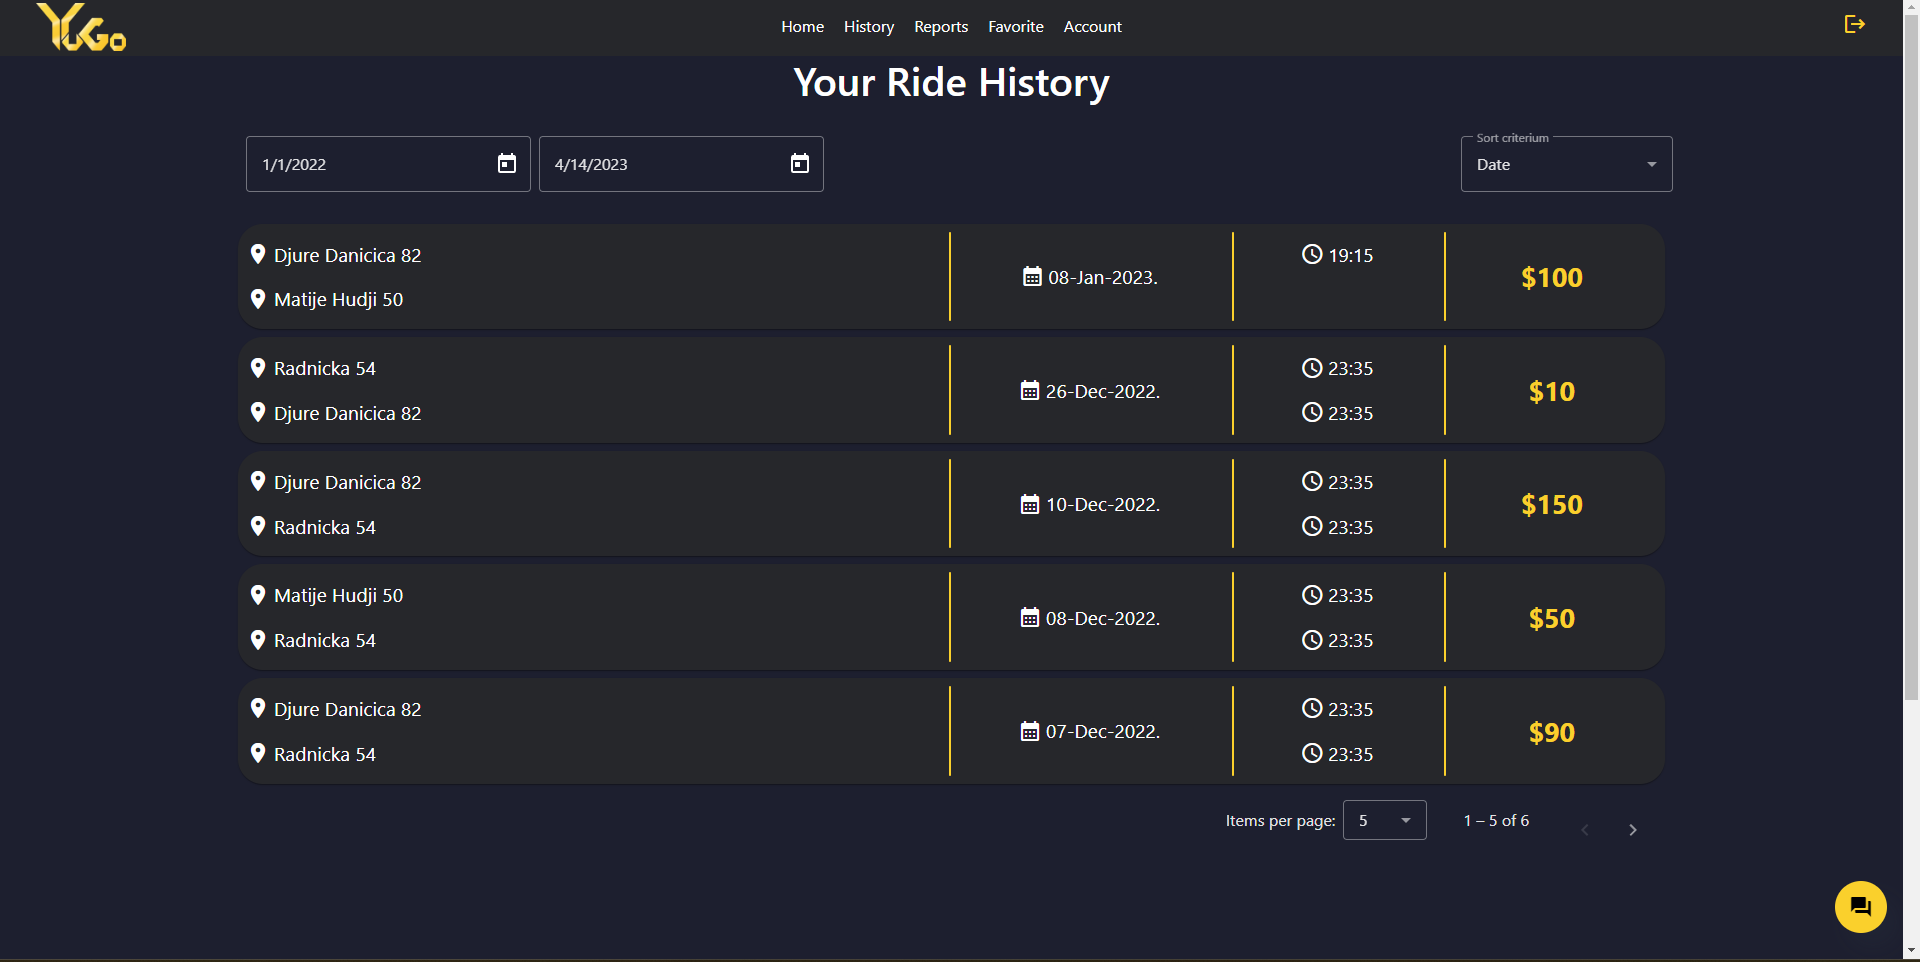 YuGo
Home History Reports Favorite Account
Your Ride History
1/1/2022 4/14/2023
Sort criterium
Date
Djure Danicica 82
Matije Hudji 50
08-Jan-2023.
19:15
$100
Radnicka 54
Djure Danicica 82
26-Dec-2022.
23:35
23:35
$10
Djure Danicica 82
Radnicka 54
10-Dec-2022.
23:35
23:35
$150
Matije Hudji 50
Radnicka 54
08-Dec-2022.
23:35
23:35
$50
Djure Danicica 82
Radnicka 54
07-Dec-2022.
23:35
23:35
$90
Items per page: 5 1 – 5 of 6